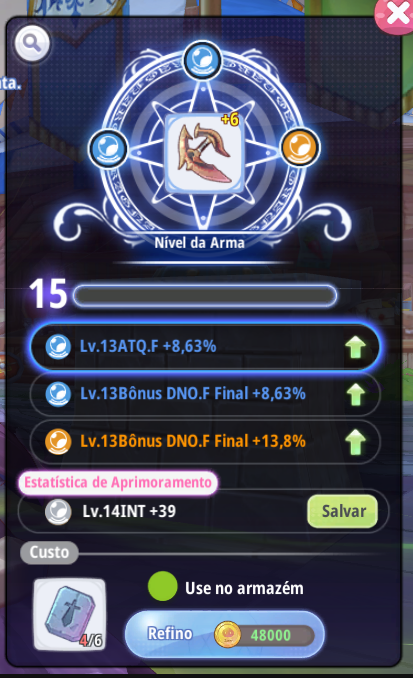 ata.
+6
Nível da Arma
15
Lv.13ATQ.F +8,63%
Lv.13Bônus DNO.F Final +8,63%
Lv.13Bônus DNO.F Final +13,8%
Estatística de Aprimoramento
Lv.14INT +39
Salvar
Custo
4/6
Use no armazém
Refino 48000